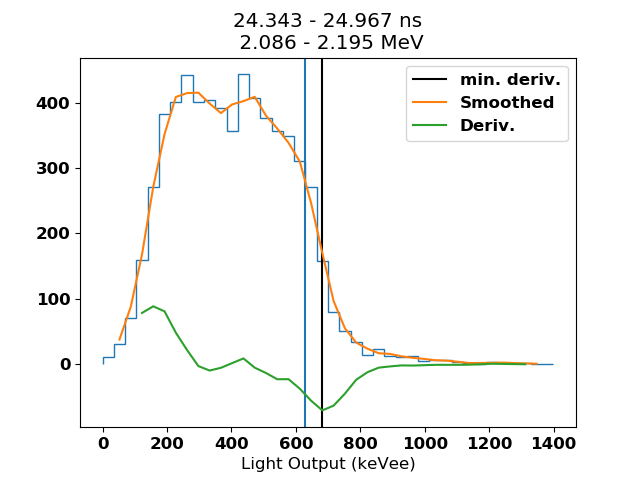 24.343 - 24.967 ns
2.086 - 2.195 MeV
min. deriv.
Smoothed
Deriv.
400
300
200
100
0
0 200 400 600 800 1000 1200 1400
Light Output (keVee)